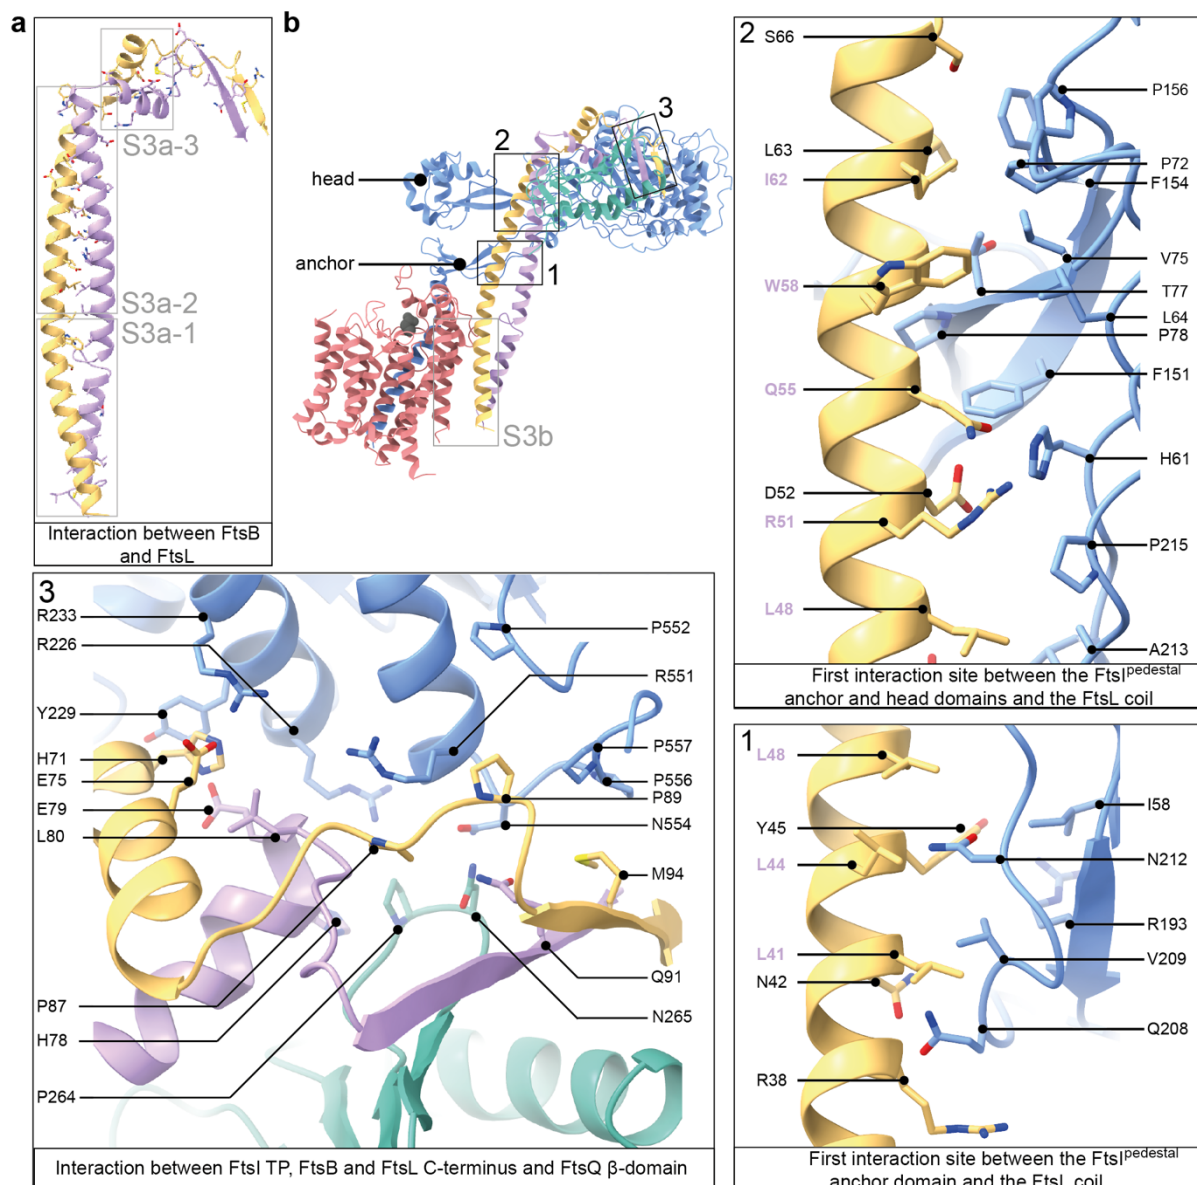 a
S3a-3
S3a-2
S3a-1
Interaction between FtsB
and FtsL
b
head
anchor
2
3
1
S3b
2
S66
L63
I62
W58
Q55
D52
R51
L48
P156
P72
F154
V75
T77
L64
P78
F151
H61
P215
A213
First interaction site between the FtsI^pedestal
anchor and head domains and the FtsL coil
3
R233
R226
Y229
H71
E75
E79
L80
P87
H78
P264
P552
R551
P557
P556
P89
N554
M94
Q91
N265
Interaction between FtsI TP, FtsB and FtsL C-terminus and FtsQ β-domain
1
L48
Y45
L44
L41
N42
R38
I58
N212
R193
V209
Q208
First interaction site between the FtsI^pedestal
anchor domain and the FtsL coil